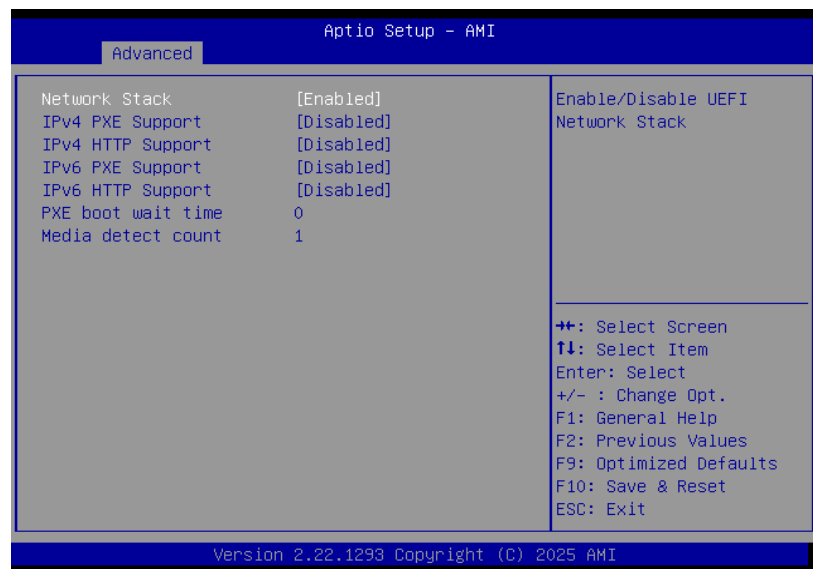 Aptio Setup – AMI
Advanced
Network Stack [Enabled]
IPv4 PXE Support [Disabled]
IPv4 HTTP Support [Disabled]
IPv6 PXE Support [Disabled]
IPv6 HTTP Support [Disabled]
PXE boot wait time 0
Media detect count 1
Enable/Disable UEFI
Network Stack
→←: Select Screen
↑↓: Select Item
Enter: Select
+/- : Change Opt.
F1: General Help
F2: Previous Values
F9: Optimized Defaults
F10: Save & Reset
ESC: Exit
Version 2.22.1293 Copyright (C) 2025 AMI